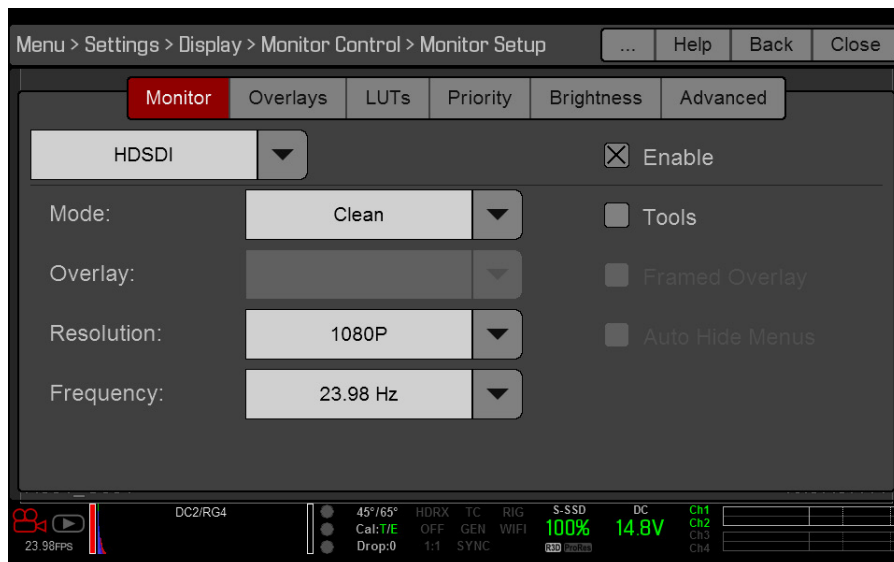 Menu > Settings > Display > Monitor Control > Monitor Setup ... Help Back Close
Monitor Overlays LUTs Priority Brightness Advanced
HDSDI Enable
Mode: Clean Tools
Overlay: Framed Overlay
Resolution: 1080P Auto Hide Menus
Frequency: 23.98 Hz
DC2/RG4 45°/65° HDRX TC RIG S-SSD DC Ch1
Cal:T/E OFF GEN WIFI 100% 14.8V Ch2
Drop:0 1:1 SYNC R3D ProRes Ch3
23.98FPS Ch4